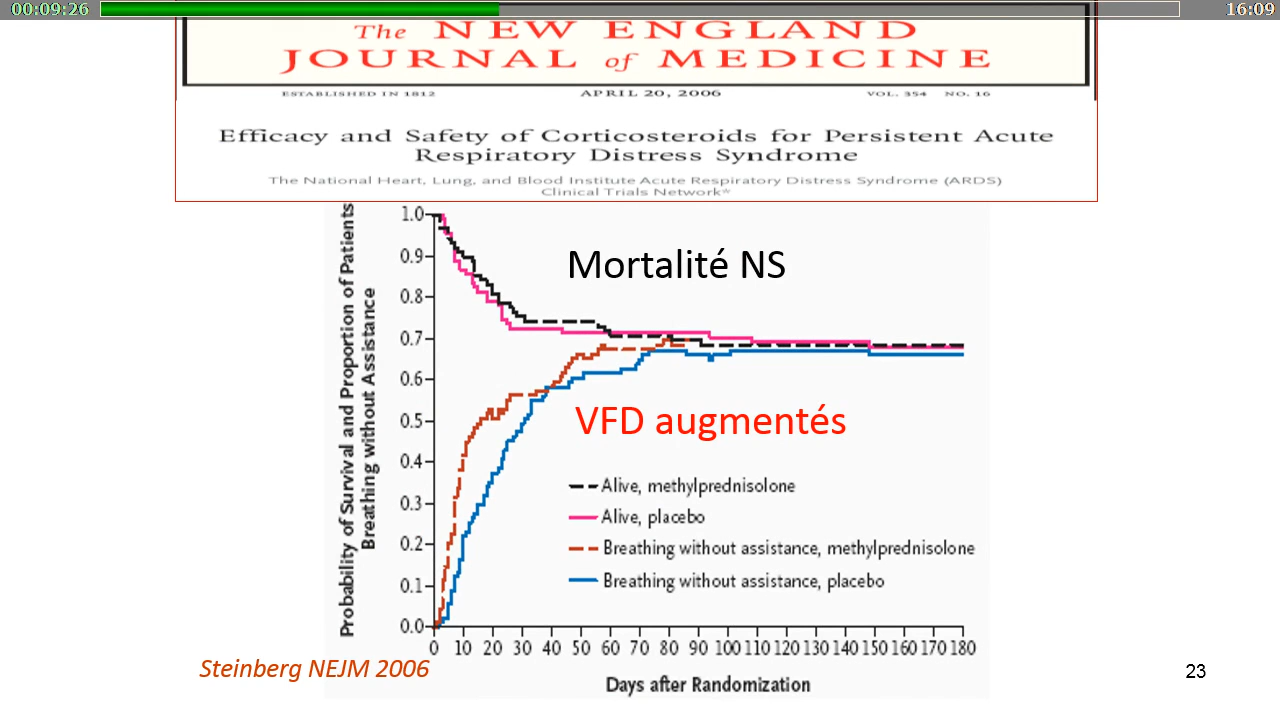 00:09:26
16:09
The NEW ENGLAND
JOURNAL of MEDICINE
ESTABLISHED IN 1812
APRIL 20, 2006
VOL. 354 NO. 16
Efficacy and Safety of Corticosteroids for Persistent Acute
Respiratory Distress Syndrome
The National Heart, Lung, and Blood Institute Acute Respiratory Distress Syndrome (ARDS)
Clinical Trials Network*
Probability of Survival and Proportion of Patients
Breathing without Assistance
1.0
0.9
0.8
0.7
0.6
0.5
0.4
0.3
0.2
0.1
0.0
Mortalité NS
VFD augmentés
Alive, methylprednisolone
Alive, placebo
Breathing without assistance, methylprednisolone
Breathing without assistance, placebo
0 10 20 30 40 50 60 70 80 90 100 110 120 130 140 150 160 170 180
Days after Randomization
Steinberg NEJM 2006
23